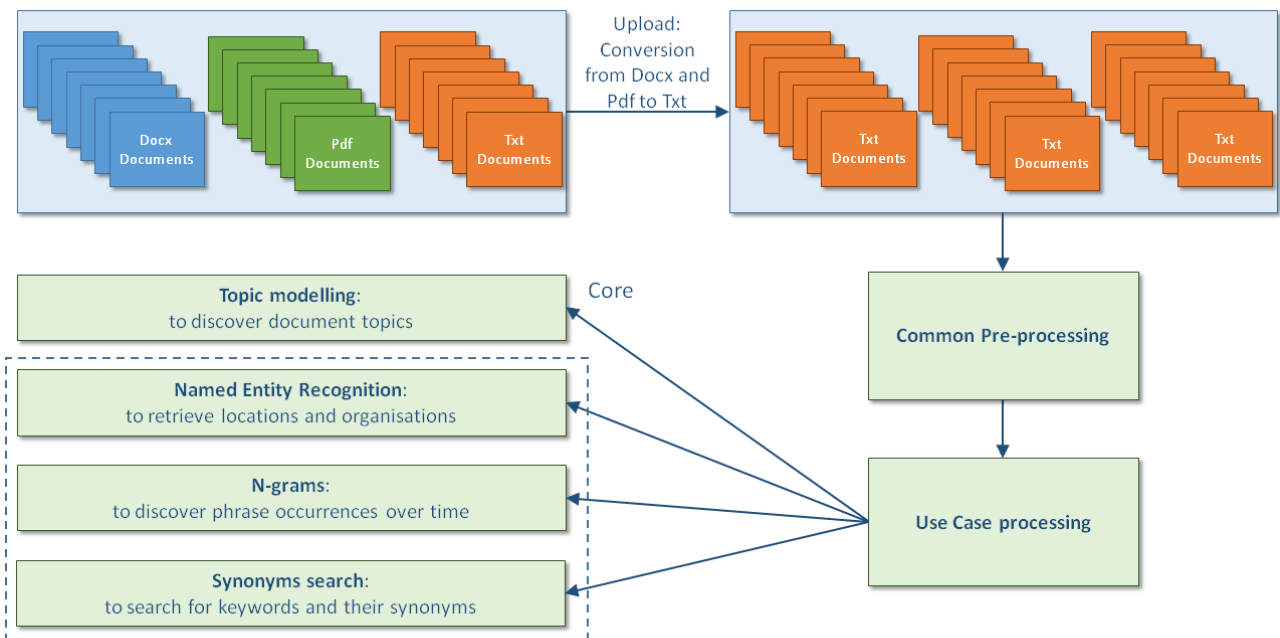 Docx
Documents
Pdf
Documents
Txt
Documents
Upload:
Conversion
from Docx and
Pdf to Txt
Txt
Documents
Txt
Documents
Txt
Documents
Topic modelling:
to discover document topics
Core
Common Pre-processing
Named Entity Recognition:
to retrieve locations and organisations
N-grams:
to discover phrase occurrences over time
Use Case processing
Synonyms search:
to search for keywords and their synonyms